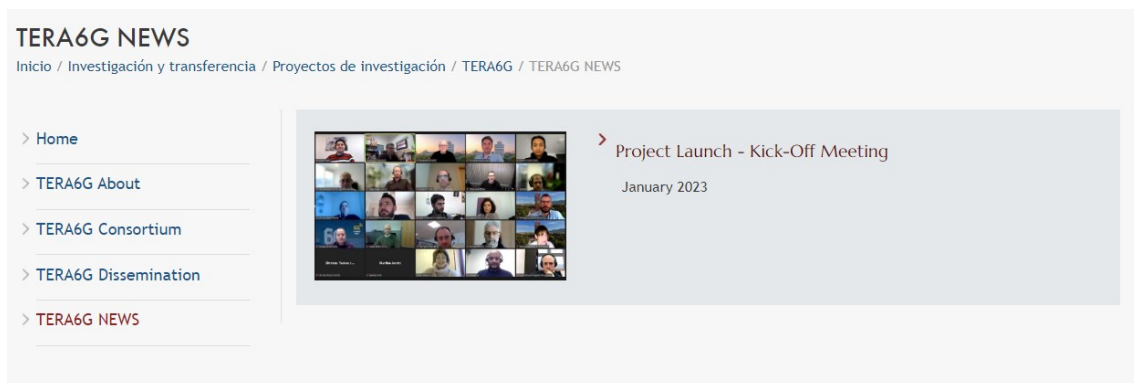 TERA6G NEWS
Inicio / Investigación y transferencia / Proyectos de investigación / TERA6G / TERA6G NEWS
Home
TERA6G About
TERA6G Consortium
TERA6G Dissemination
TERA6G NEWS
Project Launch - Kick-Off Meeting
January 2023